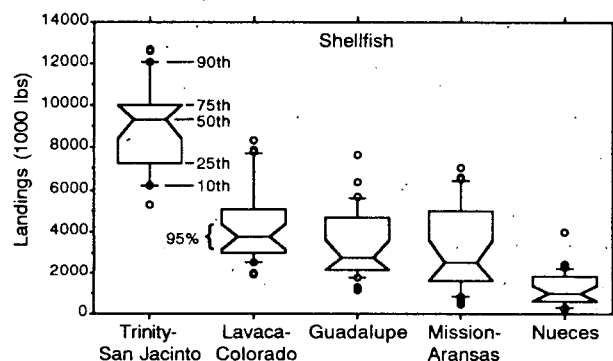 Shellfish
Landings (1000 lbs)
14000
12000
10000
8000
6000
4000
2000
0
90th
75th
50th
25th
10th
95% {
Trinity-
San Jacinto
Lavaca-
Colorado
Guadalupe
Mission-
Aransas
Nueces